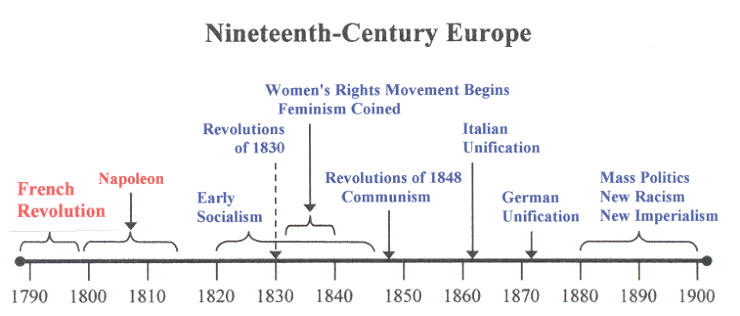 Nineteenth-Century Europe
Women's Rights Movement Begins
Feminism Coined
Revolutions
of 1830
Italian
Unification
French
Revolution
Napoleon
Early
Socialism
Revolutions of 1848
Communism
German
Unification
Mass Politics
New Racism
New Imperialism
1790 1800 1810 1820 1830 1840 1850 1860 1870 1880 1890 1900